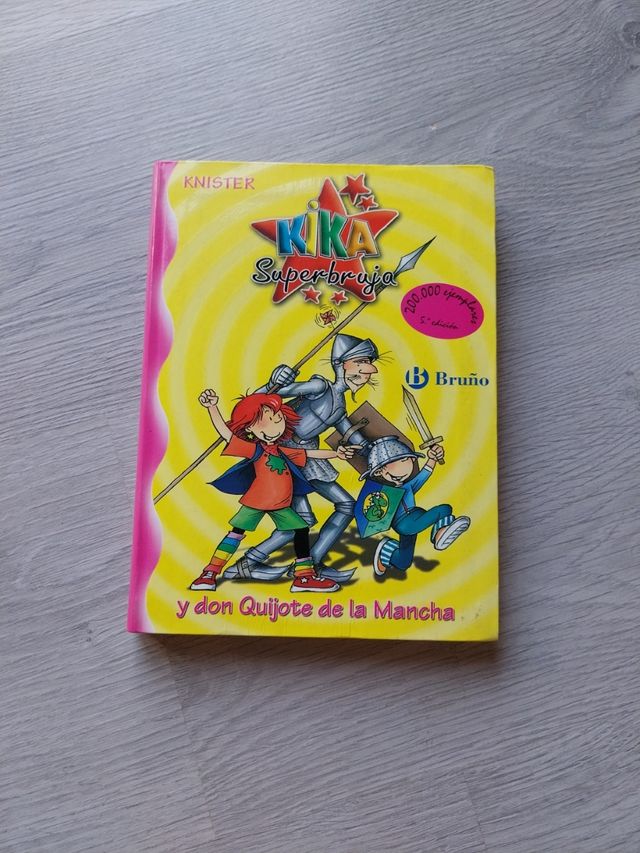 KNISTER
KiKA
Superbruja
200.000 ejemplares
5.ª edición
B Bruño
y don Quijote de la Mancha